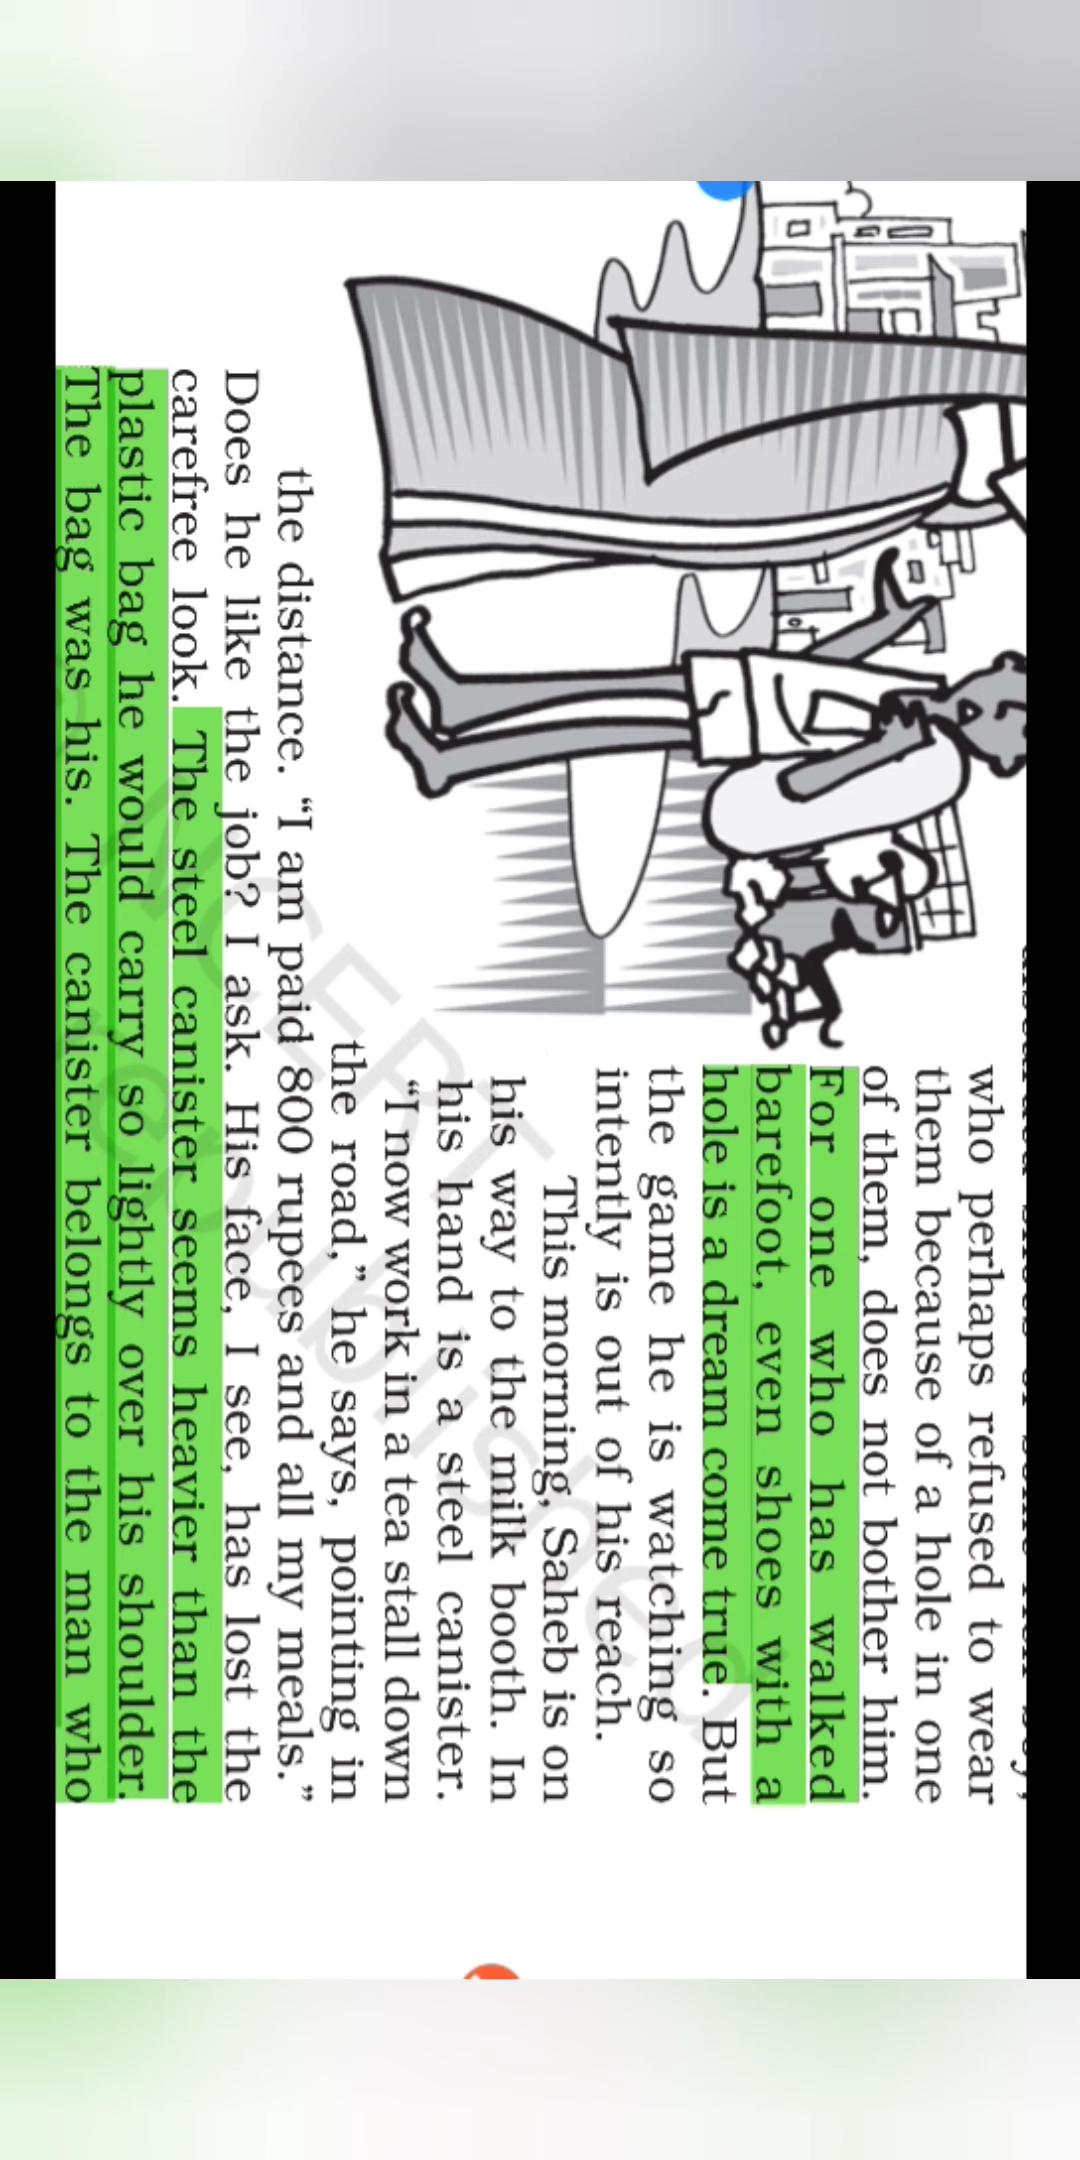 who perhaps refused to wear
them because of a hole in one
of them, does not bother him.
For one who has walked
barefoot, even shoes with a
hole is a dream come true. But
the game he is watching so
intently is out of his reach.
This morning, Saheb is on
his way to the milk booth. In
his hand is a steel canister.
“I now work in a tea stall down
the road,” he says, pointing in
the distance. “I am paid 800 rupees and all my meals.”
Does he like the job? I ask. His face, I see, has lost the
carefree look. The steel canister seems heavier than the
plastic bag he would carry so lightly over his shoulder.
The bag was his. The canister belongs to the man who
NCERT
republished